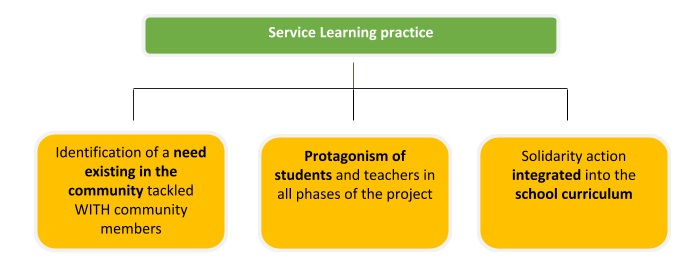 Service Learning practice
Identification of a need
existing in the
community tackled
WITH community
members
Protagonism of
students and teachers in
all phases of the project
Solidarity action
integrated into the
school curriculum